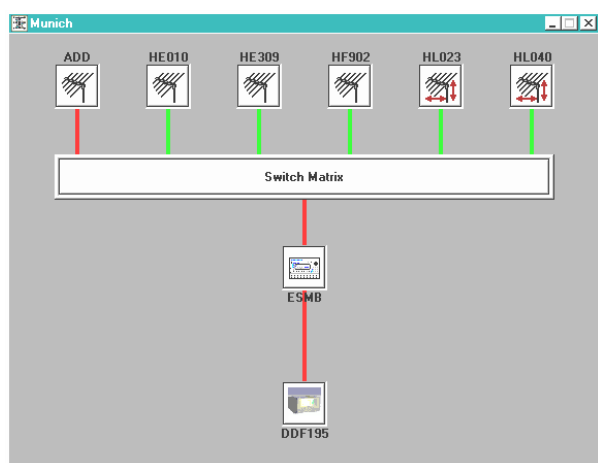 Munich
ADD HE010 HE309 HF902 HL023 HL040
Switch Matrix
ESMB
DDF195